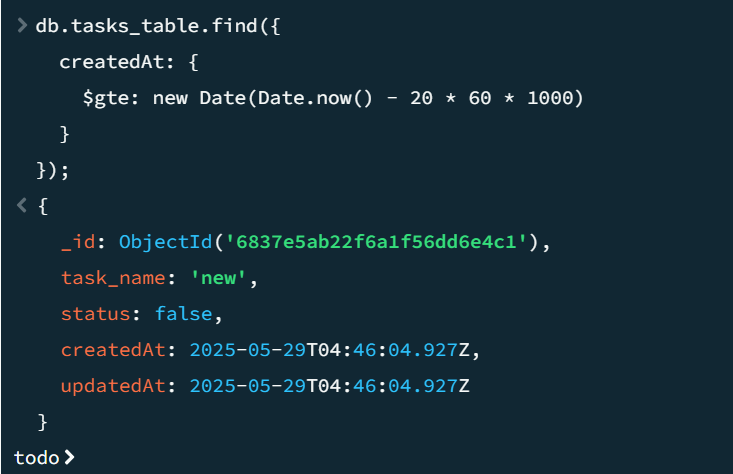 > db.tasks_table.find({
createdAt: {
$gte: new Date(Date.now() - 20 * 60 * 1000)
}
});
< {
_id: ObjectId('6837e5ab22f6a1f56dd6e4c1'),
task_name: 'new',
status: false,
createdAt: 2025-05-29T04:46:04.927Z,
updatedAt: 2025-05-29T04:46:04.927Z
}
todo>